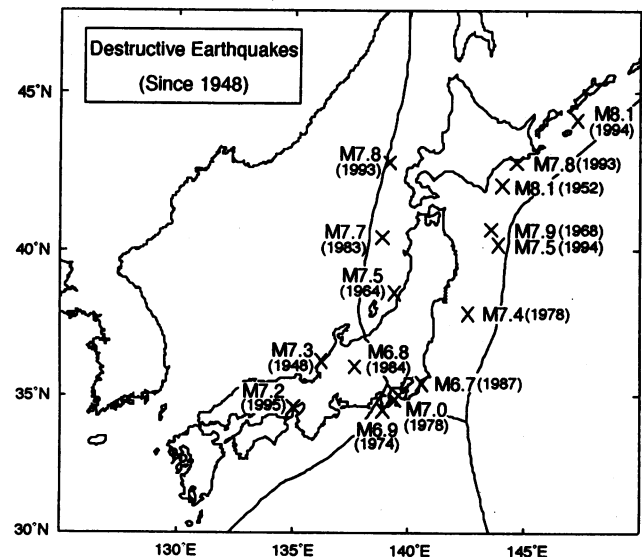 Destructive Earthquakes
(Since 1948)
45°N
40°N
35°N
30°N
M8.1
(1994)
M7.8
(1993)
M7.8 (1993)
M8.1 (1952)
M7.7
(1983)
M7.9 (1968)
M7.5 (1994)
M7.5
(1964)
M7.4 (1978)
M7.3
(1948)
M6.8
(1984)
M7.2
(1995)
M6.7 (1987)
M7.0
(1978)
M6.9
(1974)
130°E
135°E
140°E
145°E